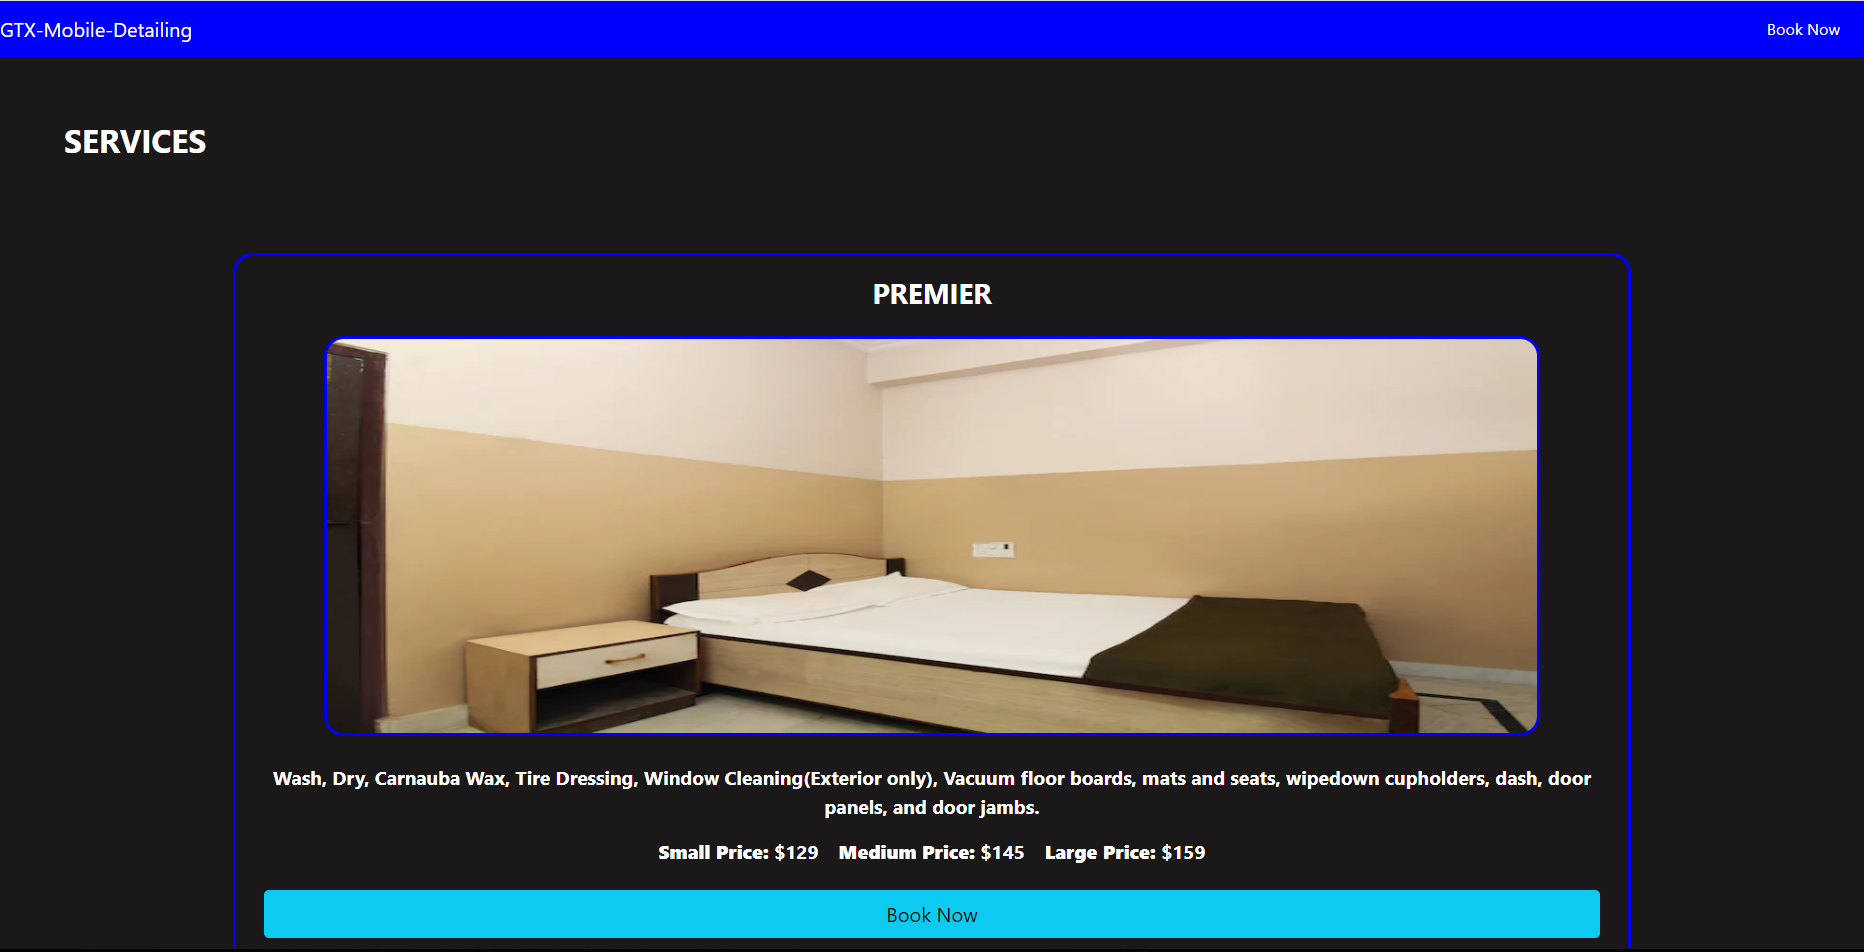 GTX-Mobile-Detailing
Book Now
SERVICES
PREMIER
Wash, Dry, Carnauba Wax, Tire Dressing, Window Cleaning(Exterior only), Vacuum floor boards, mats and seats, wipedown cupholders, dash, door
panels, and door jambs.
Small Price: $129 Medium Price: $145 Large Price: $159
Book Now